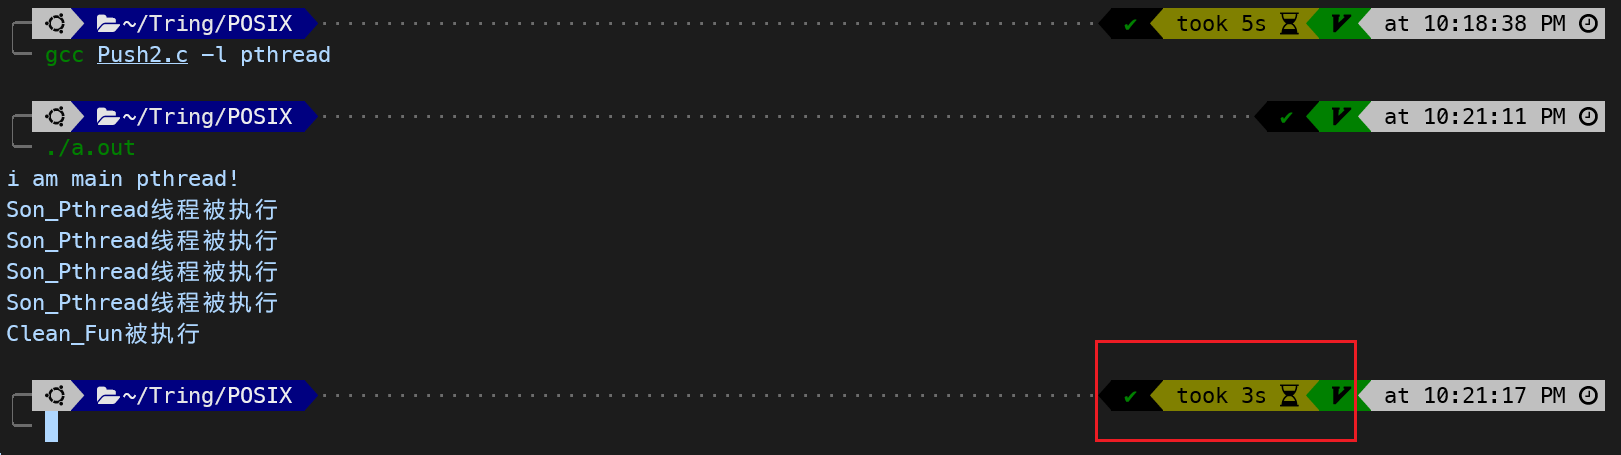 ~/Tring/POSIX took 5s at 10:18:38 PM
gcc Push2.c -l pthread
~/Tring/POSIX at 10:21:11 PM
./a.out
i am main pthread!
Son_Pthread线程被执行
Son_Pthread线程被执行
Son_Pthread线程被执行
Son_Pthread线程被执行
Clean_Fun被执行
~/Tring/POSIX took 3s at 10:21:17 PM